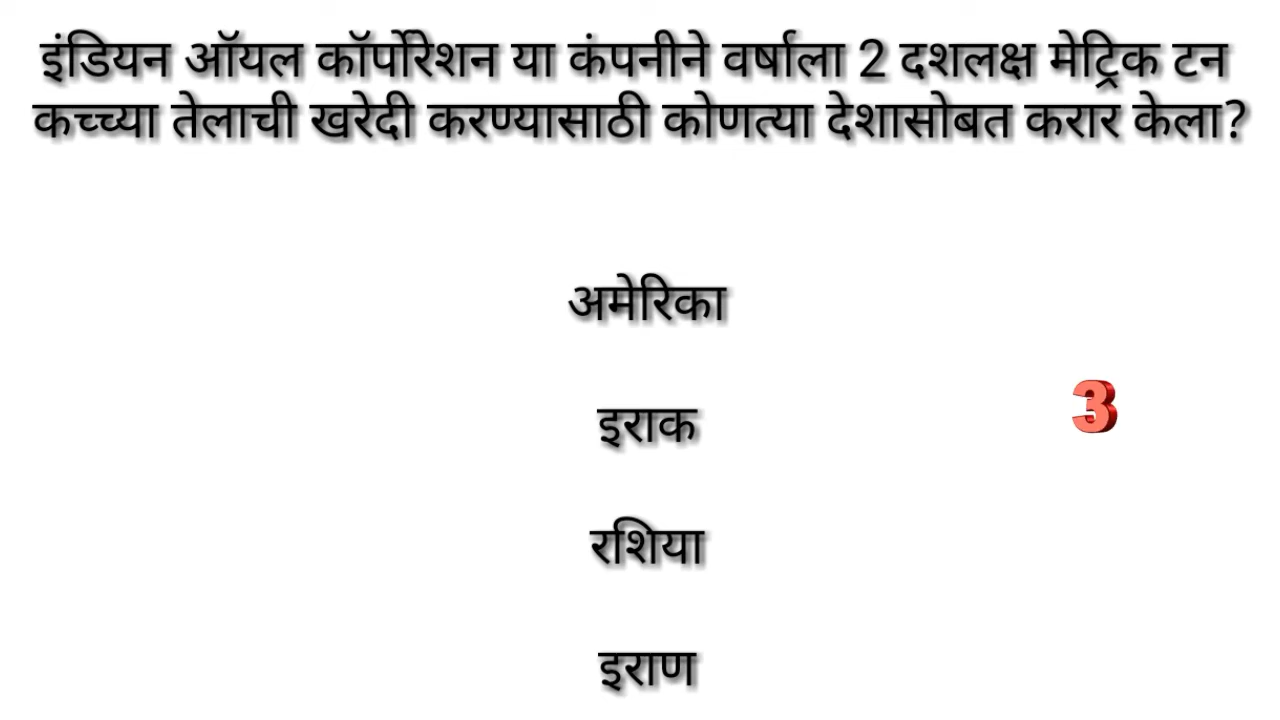 इंडियन ऑयल कॉर्पोरेशन या कंपनीने वर्षाला 2 दशलक्ष मेट्रिक टन
कच्च्या तेलाची खरेदी करण्यासाठी कोणत्या देशासोबत करार केला?
अमेरिका
इराक
3
रशिया
इराण